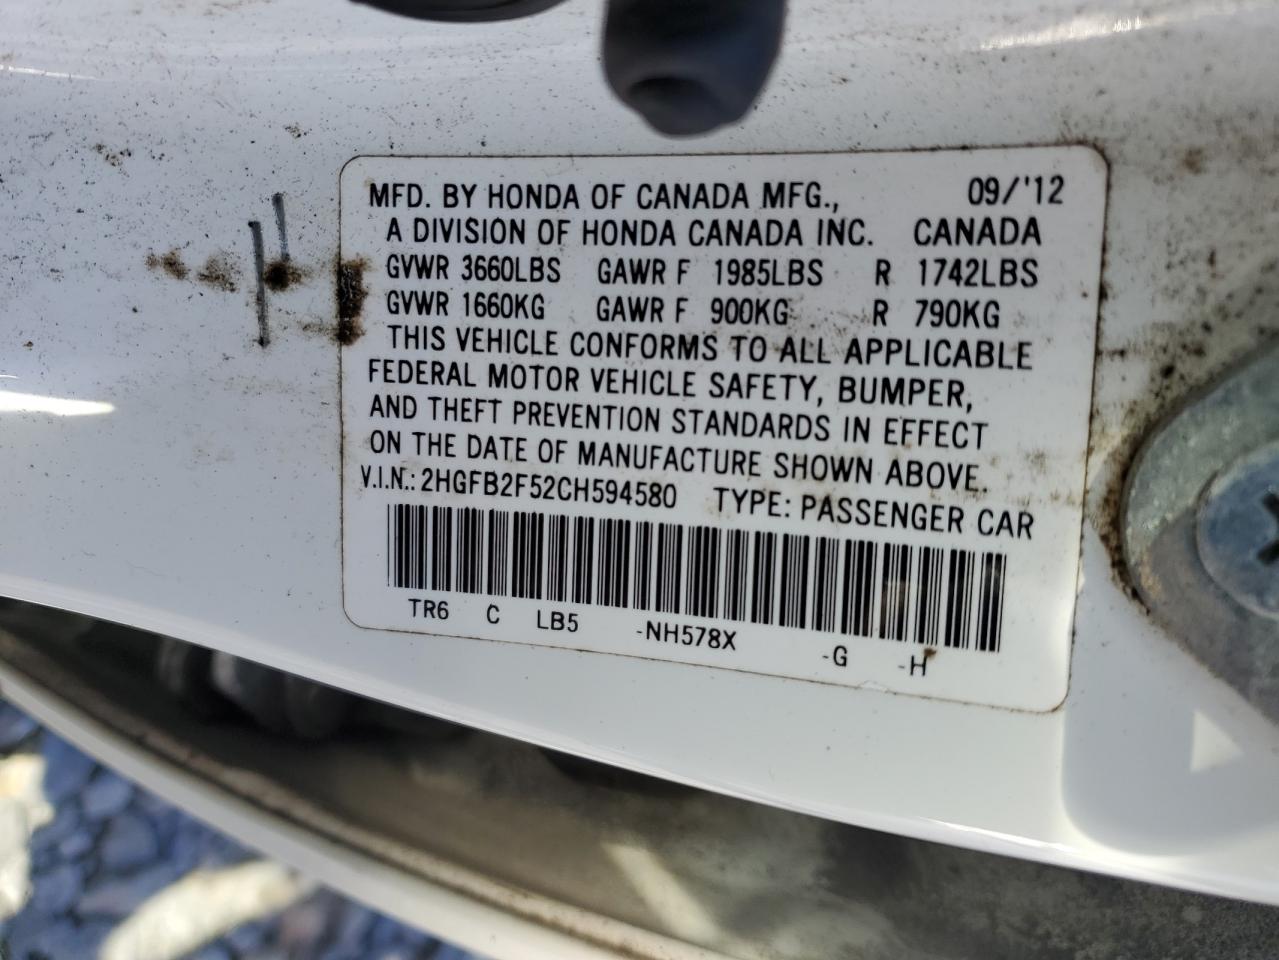 MFD. BY HONDA OF CANADA MFG., 09/'12
A DIVISION OF HONDA CANADA INC. CANADA
GVWR 3660LBS GAWR F 1985LBS R 1742LBS
GVWR 1660KG GAWR F 900KG R 790KG
THIS VEHICLE CONFORMS TO ALL APPLICABLE
FEDERAL MOTOR VEHICLE SAFETY, BUMPER,
AND THEFT PREVENTION STANDARDS IN EFFECT
ON THE DATE OF MANUFACTURE SHOWN ABOVE.
V.I.N.: 2HGFB2F52CH594580 TYPE: PASSENGER CAR
TR6 C LB5 -NH578X -G -H